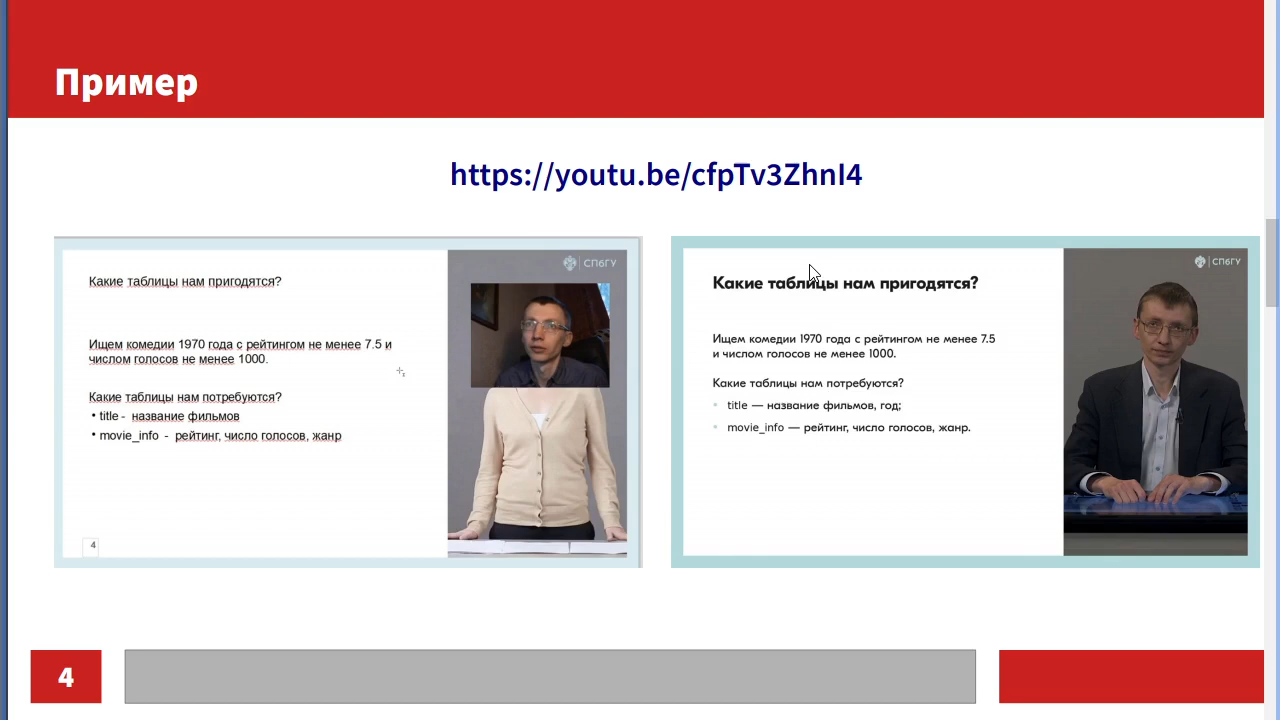 Пример
https://youtu.be/cfpTv3ZhnI4
СПбГУ
Какие таблицы нам пригодятся?
Ищем комедии 1970 года с рейтингом не менее 7.5 и
числом голосов не менее 1000.
Какие таблицы нам потребуются?
• title - название фильмов
• movie_info - рейтинг, число голосов, жанр
4
СПбГУ
Какие таблицы нам пригодятся?
Ищем комедии 1970 года с рейтингом не менее 7.5
и числом голосов не менее 1000.
Какие таблицы нам потребуются?
• title — название фильмов, год;
• movie_info — рейтинг, число голосов, жанр.
4